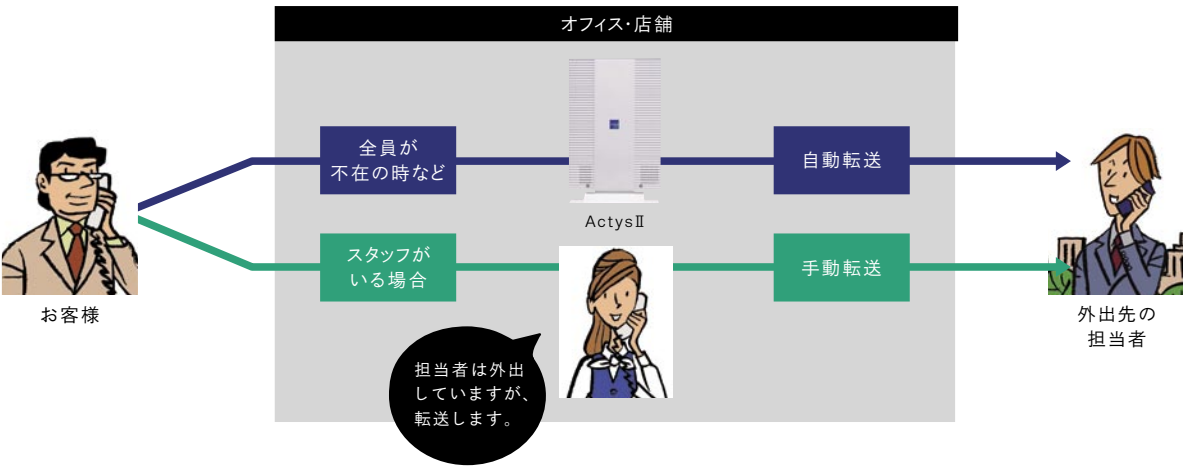 オフィス・店舗
全員が
不在の時など
自動転送
ActysⅡ
スタッフが
いる場合
手動転送
お客様
外出先の
担当者
担当者は外出
していますが、
転送します。